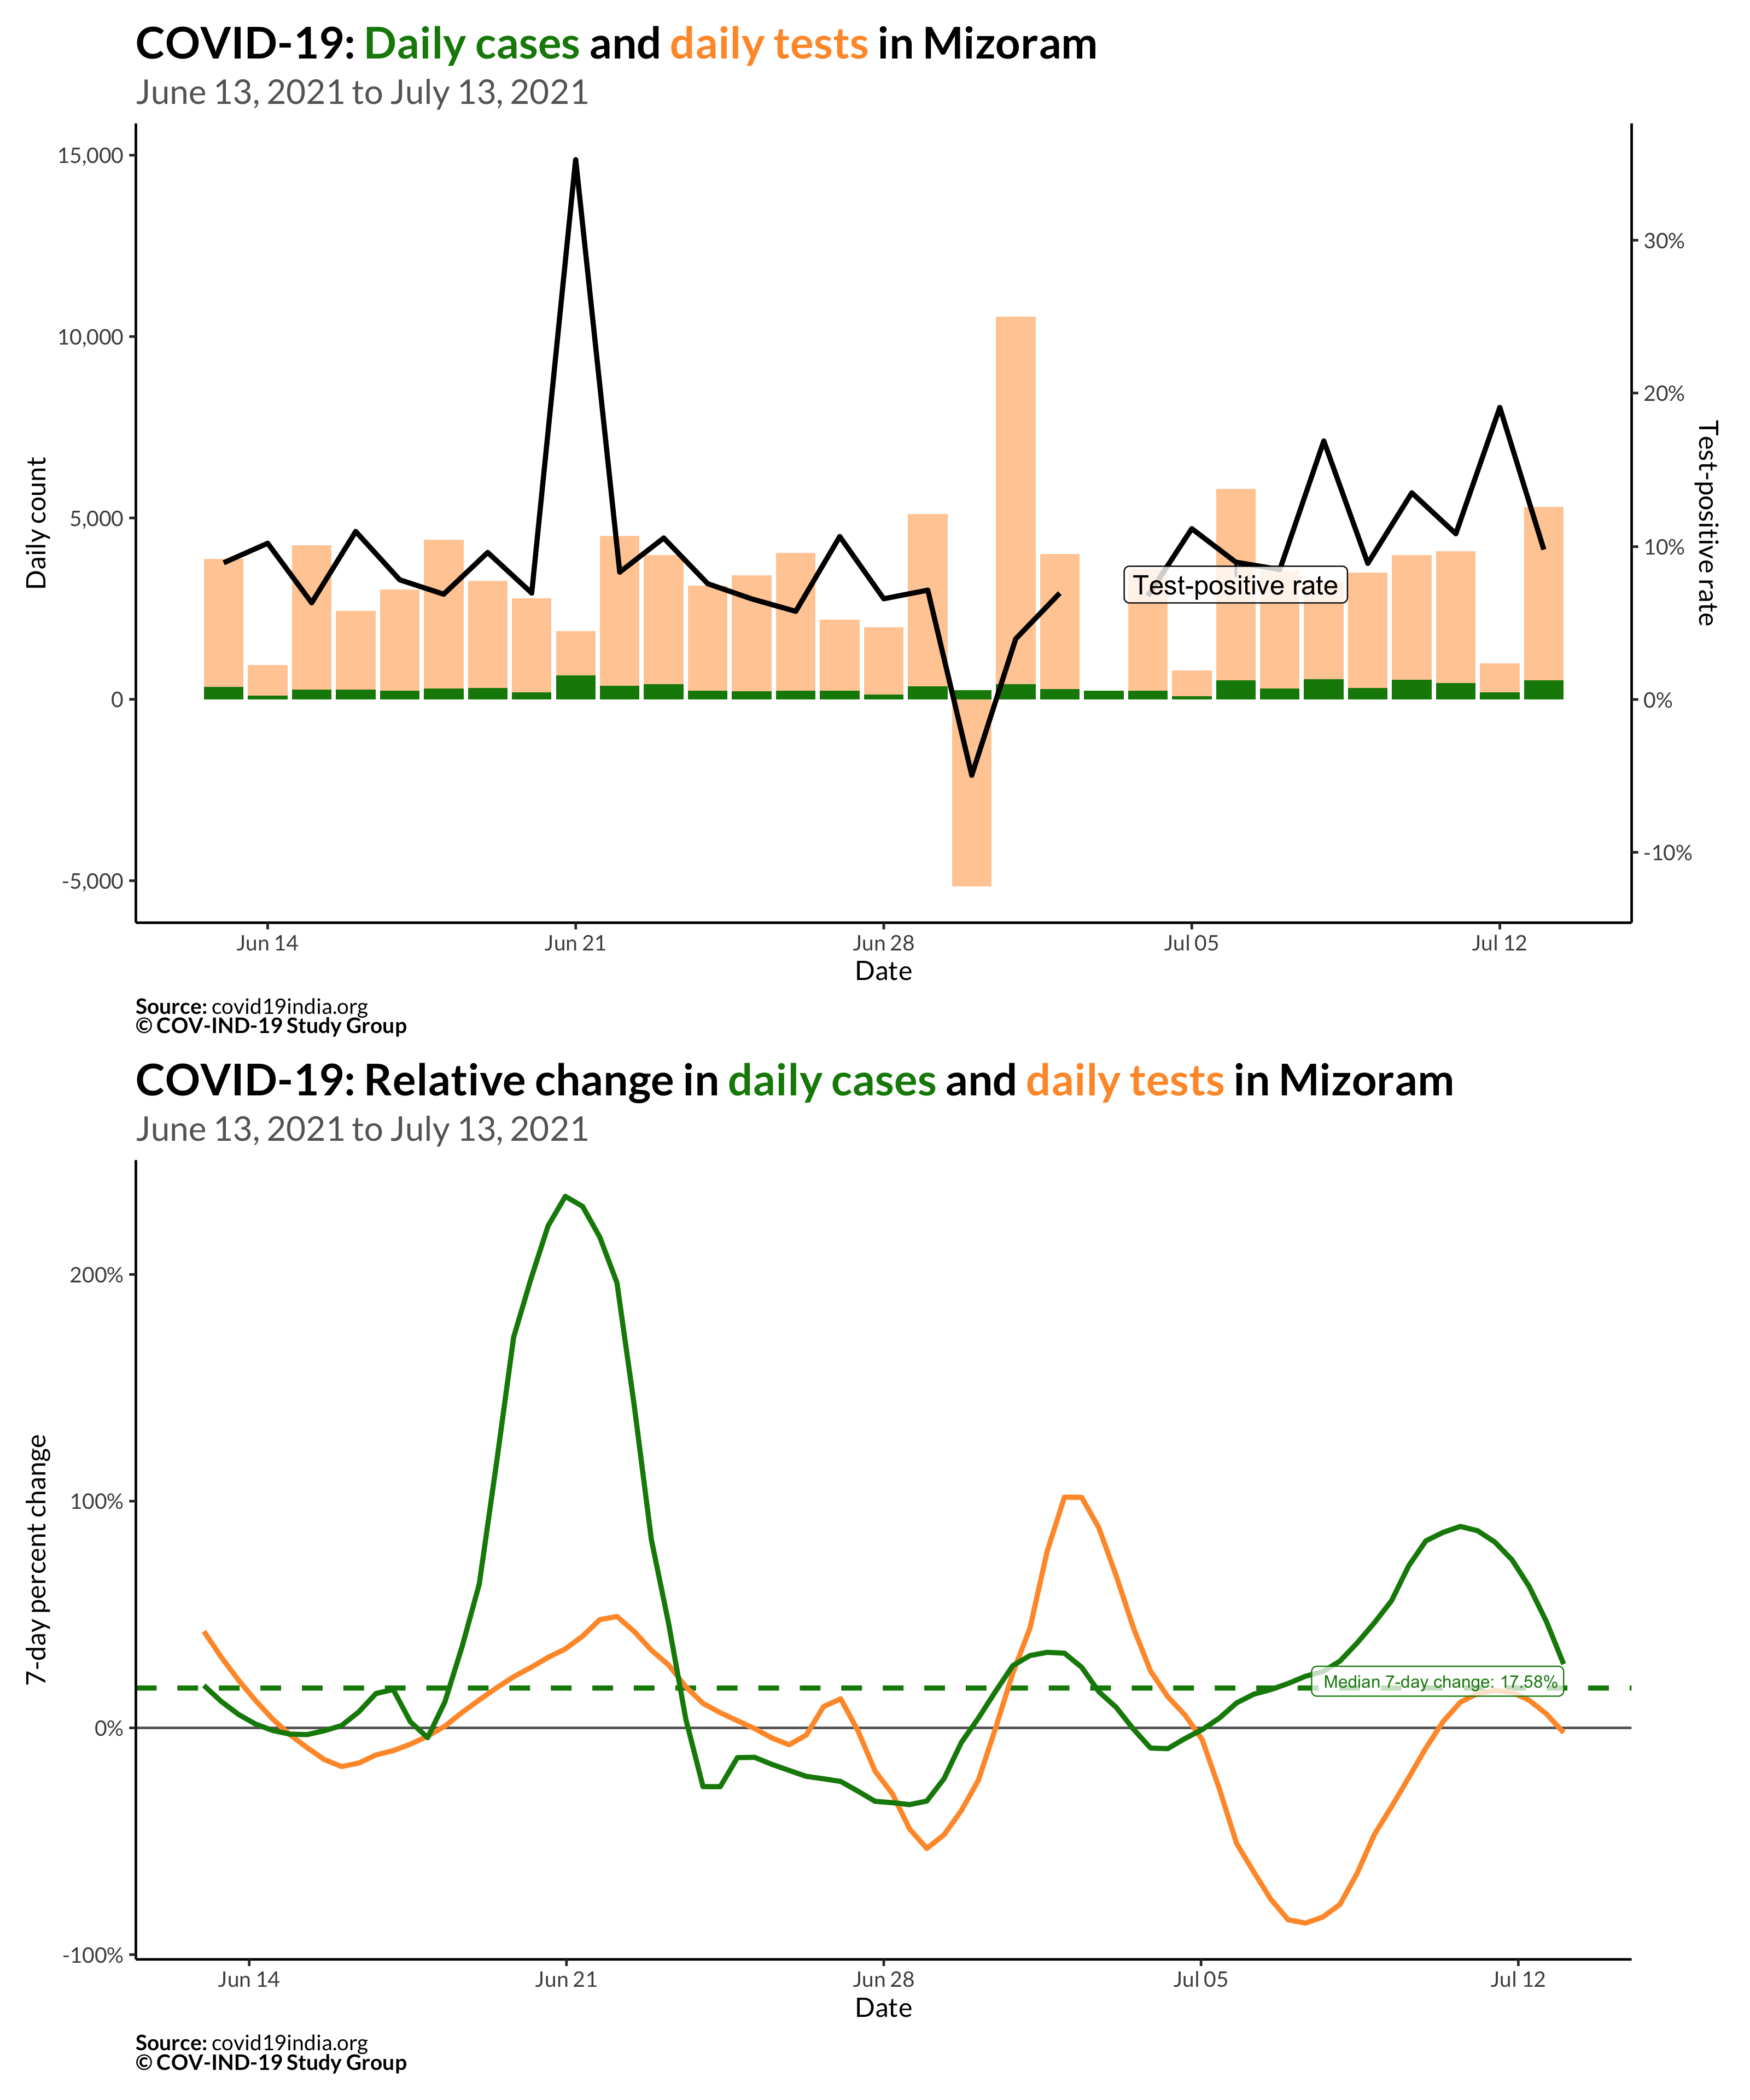 COVID-19: Daily cases and daily tests in Mizoram
June 13, 2021 to July 13, 2021
15,000
10,000
5,000
0
-5,000
Daily count
30%
20%
10%
0%
-10%
Test-positive rate
Test-positive rate
Jun 14
Jun 21
Jun 28
Jul 05
Jul 12
Date
Source: covid19india.org
© COV-IND-19 Study Group
COVID-19: Relative change in daily cases and daily tests in Mizoram
June 13, 2021 to July 13, 2021
200%
100%
0%
-100%
7-day percent change
Median 7-day change: 17.58%
Jun 14
Jun 21
Jun 28
Jul 05
Jul 12
Date
Source: covid19india.org
© COV-IND-19 Study Group